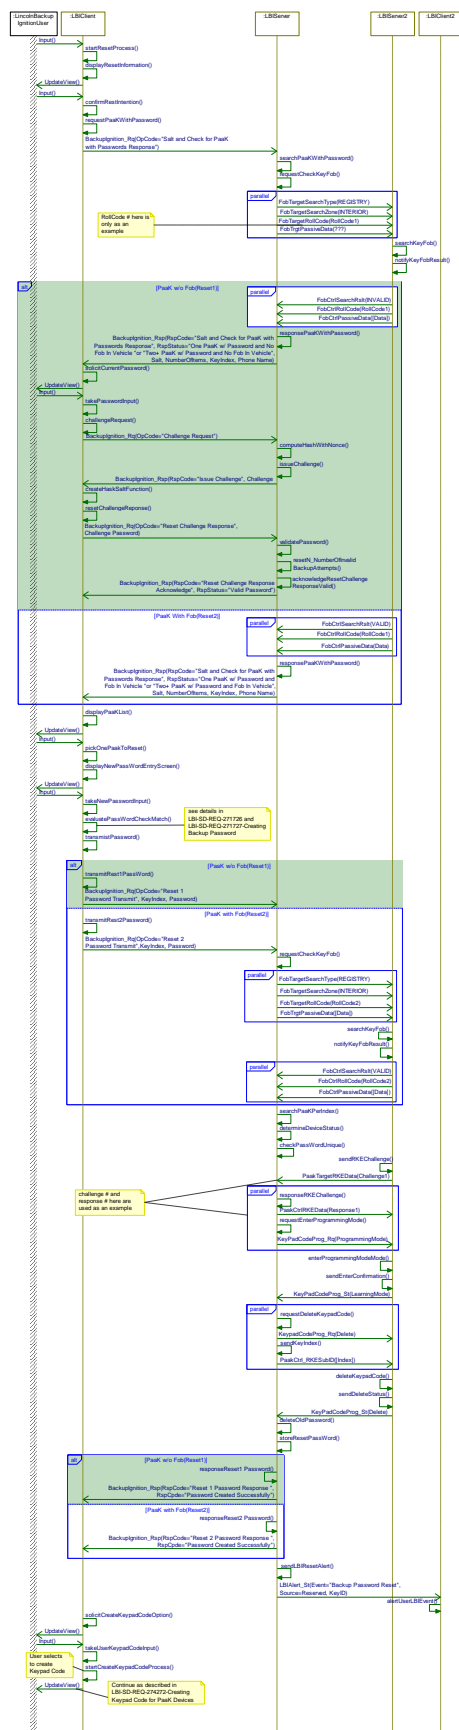 :LincolnBackup
IgnitionUser
:LBIClient
:LBIServer
:LBIServer2
:LBIClient2
Input()
startResetProcess()
displayResetInformation()
UpdateView()
Input()
confirmRestIntention()
requestPaaKWithPassword()
BackupIgnition_Rq(OpCode="Salt and Check for PaaK
with Passwords Response")
searchPaaKWithPassword()
requestCheckKeyFob()
parallel
FobTargetSearchType(REGISTRY)
FobTargetSearchZone(INTERIOR)
FobTargetRollCode(RollCode1)
FobTrgtPassiveData(???)
RollCode # here is
only as an
example
searchKeyFob()
notifyKeyFobResult()
alt
[PaaK w/o Fob(Reset1)]
parallel
FobCtrlSearchRslt(INVALID)
FobCtrlRollCode(RollCode1)
FobCtrlPassiveData([Data])
responsePaaKWithPassword()
BackupIgnition_Rsp(RspCode="Salt and Check for PaaK with
Passwords Response", RspStatus="One PaaK w/ Password and No
Fob In Vehicle "or "Two+ PaaK w/ Password and No Fob In Vehicle",
Salt, NumberOfItems, KeyIndex, Phone Name)
UpdateView()
Input()
takePasswordInput()
challengeRequest()
BackupIgnition_Rq(OpCode="Challenge Request")
computeHashWithNonce()
issueChallenge()
BackupIgnition_Rsp(RspCode="Issue Challenge", Challenge
createHaskSaltFunction()
resetChallengeReponse()
BackupIgnition_Rq(OpCode="Reset Challenge Response",
Challenge Password)
validatePassword()
resetN_NumberOfInvalid
BackupAttempts()
acknowledgeResetChallenge
ResponseValid()
BackupIgnition_Rsp(RspCode="Reset Challenge Response
Acknowledge", RspStatus="Valid Password")
[PaaK With Fob(Reset2)]
parallel
FobCtrlSearchRslt(VALID)
FobCtrlRollCode(RollCode1)
FobCtrlPassiveData(Data)
responsePaaKWithPassword()
BackupIgnition_Rsp(RspCode="Salt and Check for PaaK with
Passwords Response", RspStatus="One PaaK w/ Password and
Fob In Vehicle "or "Two+ PaaK w/ Password and Fob In Vehicle",
Salt, NumberOfItems, KeyIndex, Phone Name)
displayPaaKList()
UpdateView()
Input()
pickOnePaakToReset()
displayNewPassWordEntryScreen()
UpdateView()
Input()
takeNewPasswordInput()
evaluatePassWordCheckMatch()
transmistPassword()
see details in
LBI-SD-REQ-271726 and
LBI-SD-REQ-271727-Creating
Backup Password
alt
[PaaK w/o Fob(Reset1)]
transmitRest1PassWord()
BackupIgnition_Rq(OpCode="Reset 1
Password Transmit", KeyIndex, Password)
[PaaK with Fob(Reset2)]
transmitRest2Password()
BackupIgnition_Rq(OpCode="Reset 2
Password Transmit",KeyIndex, Password)
requestCheckKeyFob()
parallel
FobTargetSearchType(REGISTRY)
FobTargetSearchZone(INTERIOR)
FobTargetRollCode(RollCode2)
FobTrgtPassiveData([Data])
searchKeyFob()
notifyKeyFobResult()
parallel
FobCtrlSearchRslt(VALID)
FobCtrlRollCode(RollCode2)
FobCtrlPassiveData([Data])
searchPaaKPerIndex()
determineDeviceStatus()
checkPassWordUnique()
sendRKEChallenge()
PaakTargetRKEData(Challenge1)
challenge # and
response # here are
used as an example
parallel
responseRKEChallenge()
PaakCtrlRKEData(Response1)
requestEnterProgrammingMode()
KeyPadCodeProg_Rq(ProgrammingMode)
enterProgrammingModeMode()
sendEnterConfirmation()
KeyPadCodeProg_St(LearningMode)
parallel
requestDeleteKeypadCode()
KeypadCodeProg_Rq(Delete)
sendKeyIndex()
PaakCtrl_RKESubID([Index])
deleteKeypadCode()
sendDeleteStatus()
KeyPadCodeProg_St(Delete)
deleteOldPassword()
storeResetPassWord()
alt
[PaaK w/o Fob(Reset1)]
responseReset1 Password()
BackupIgnition_Rsp(RspCode="Reset 1 Password Response ",
RspCpde="Password Created Successfully")
[PaaK with Fob(Reset2)]
responseReset2 Password()
BackupIgnition_Rsp(RspCode="Reset 2 Password Response ",
RspCpde="Password Created Successfully")
sendLBIResetAlert()
LBIAlert_St(Event="Backup Password Reset",
Source=Reserved, KeyID)
alertUserLBIEvent()
solicitCreateKeypadCodeOption()
UpdateView()
Input()
takeUserKeypadCodeInput()
User selects
to create
Keypad Code
startCreateKeypadCodeProcess()
UpdateView()
Continue as described in
LBI-SD-REQ-274272-Creating
Keypad Code for PaaK Devices